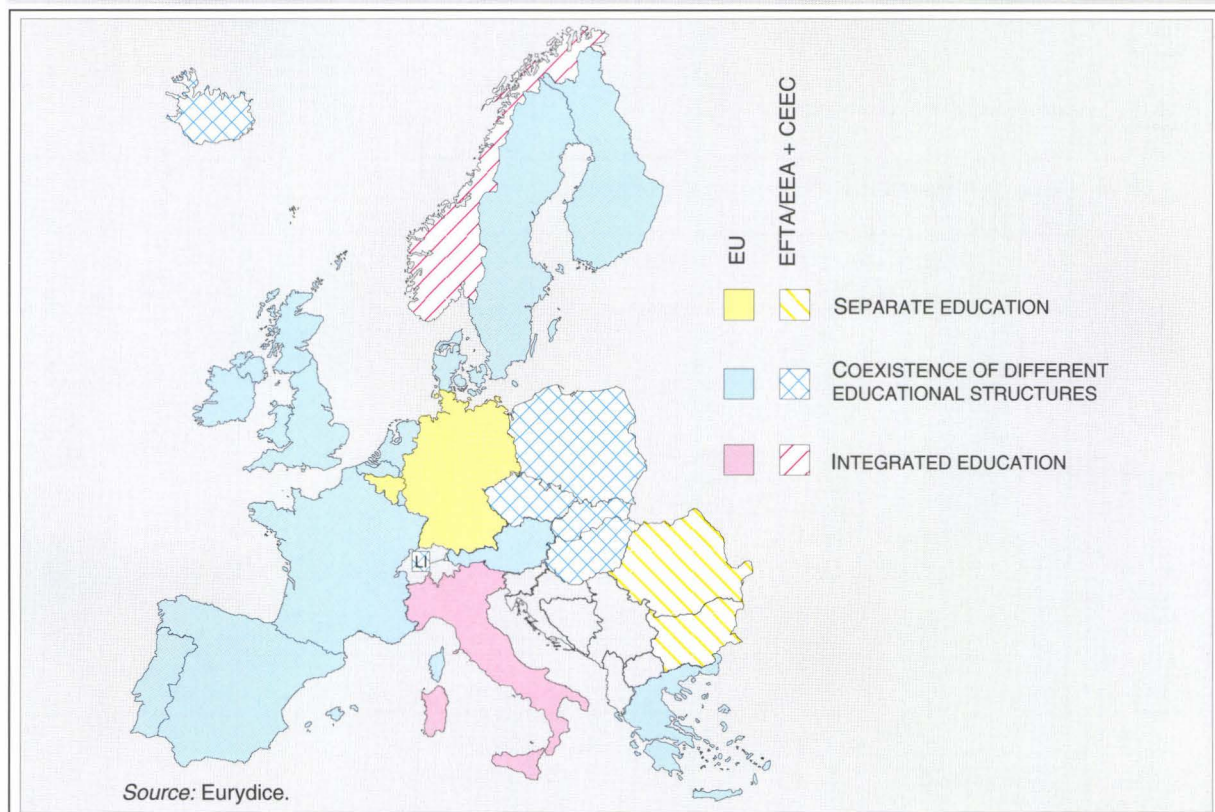 EU
EFTA/EEA + CEEC
SEPARATE EDUCATION
COEXISTENCE OF DIFFERENT
EDUCATIONAL STRUCTURES
INTEGRATED EDUCATION
LI
Source: Eurydice.